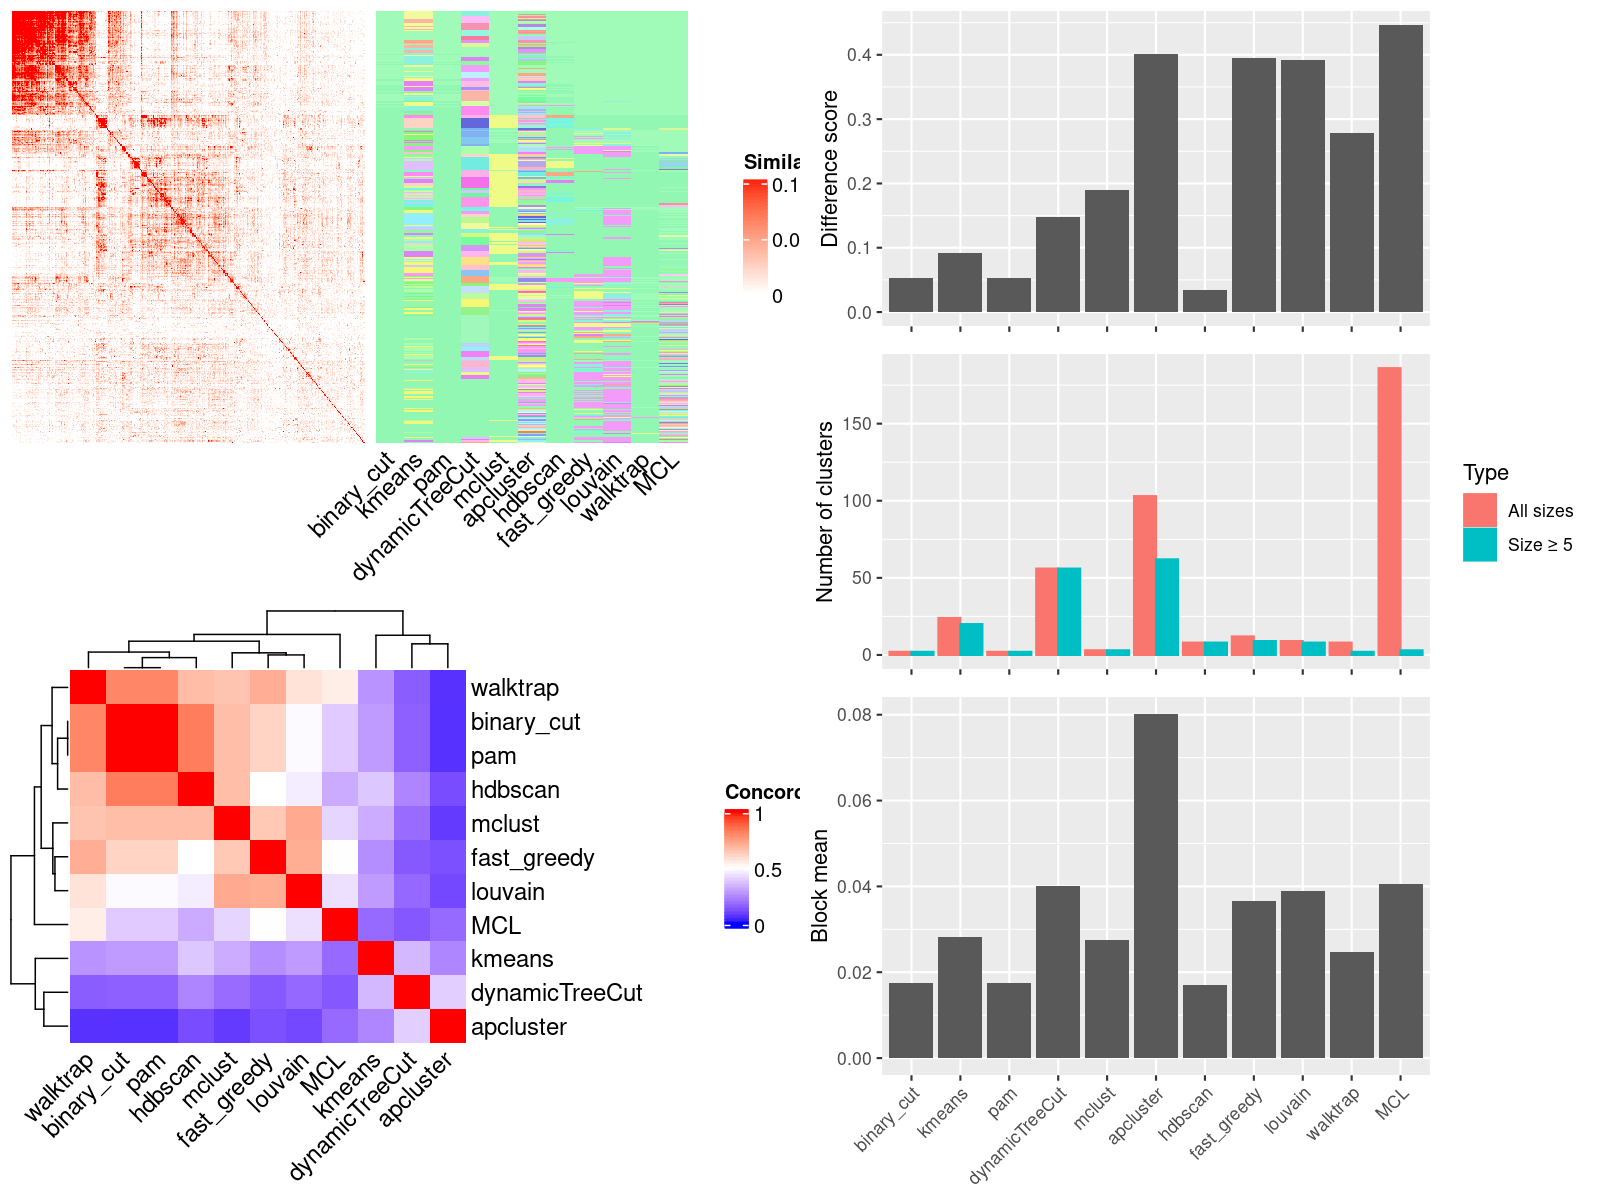 Simila
0.1
0.0
0
binary_cut
kmeans
pam
dynamicTreeCut
mclust
apcluster
hdbscan
fast_greedy
louvain
walktrap
MCL
Difference score
0.4
0.3
0.2
0.1
0.0
Number of clusters
150
100
50
0
Type
All sizes
Size ≥ 5
walktrap
binary_cut
pam
hdbscan
mclust
fast_greedy
louvain
MCL
kmeans
dynamicTreeCut
apcluster
walktrap
binary_cut
pam
hdbscan
mclust
fast_greedy
louvain
MCL
kmeans
dynamicTreeCut
apcluster
Concord
1
0.5
0
Block mean
0.08
0.06
0.04
0.02
0.00
binary_cut
kmeans
pam
dynamicTreeCut
mclust
apcluster
hdbscan
fast_greedy
louvain
walktrap
MCL